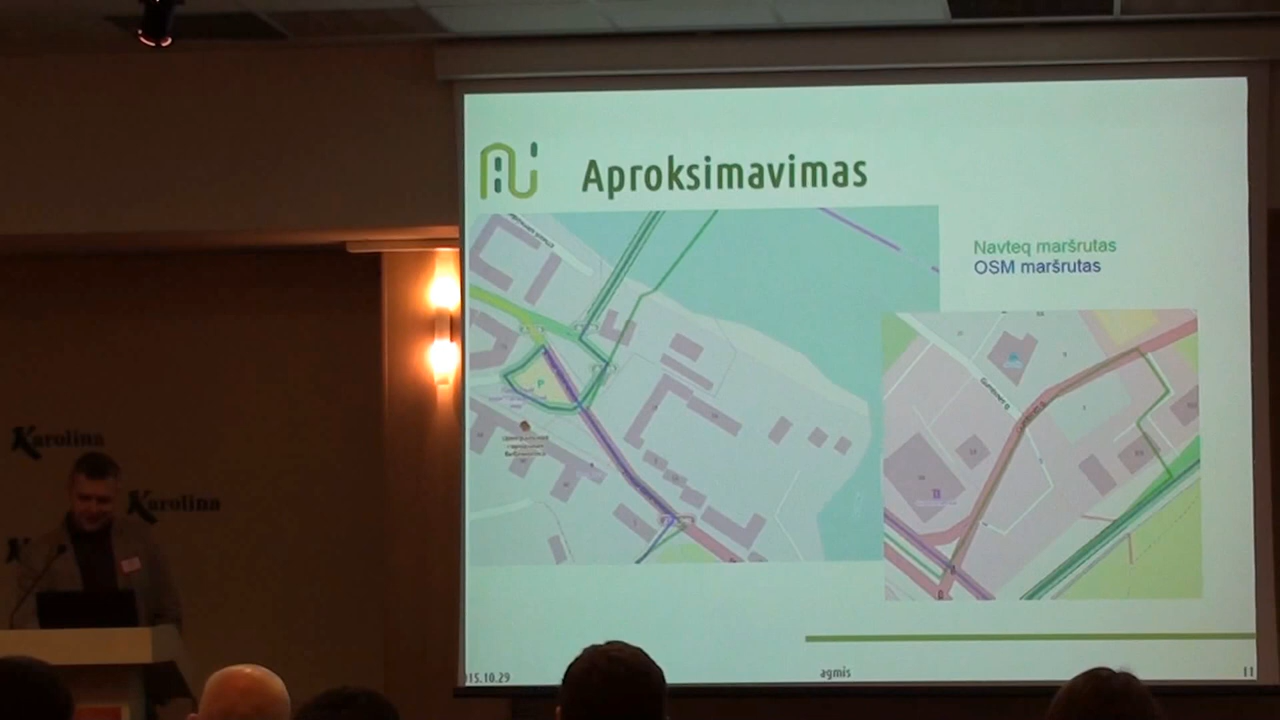 Aproksimavimas
Navteq maršrutas
OSM maršrutas
Karolina
Karolina
15.10.29
agmis
11